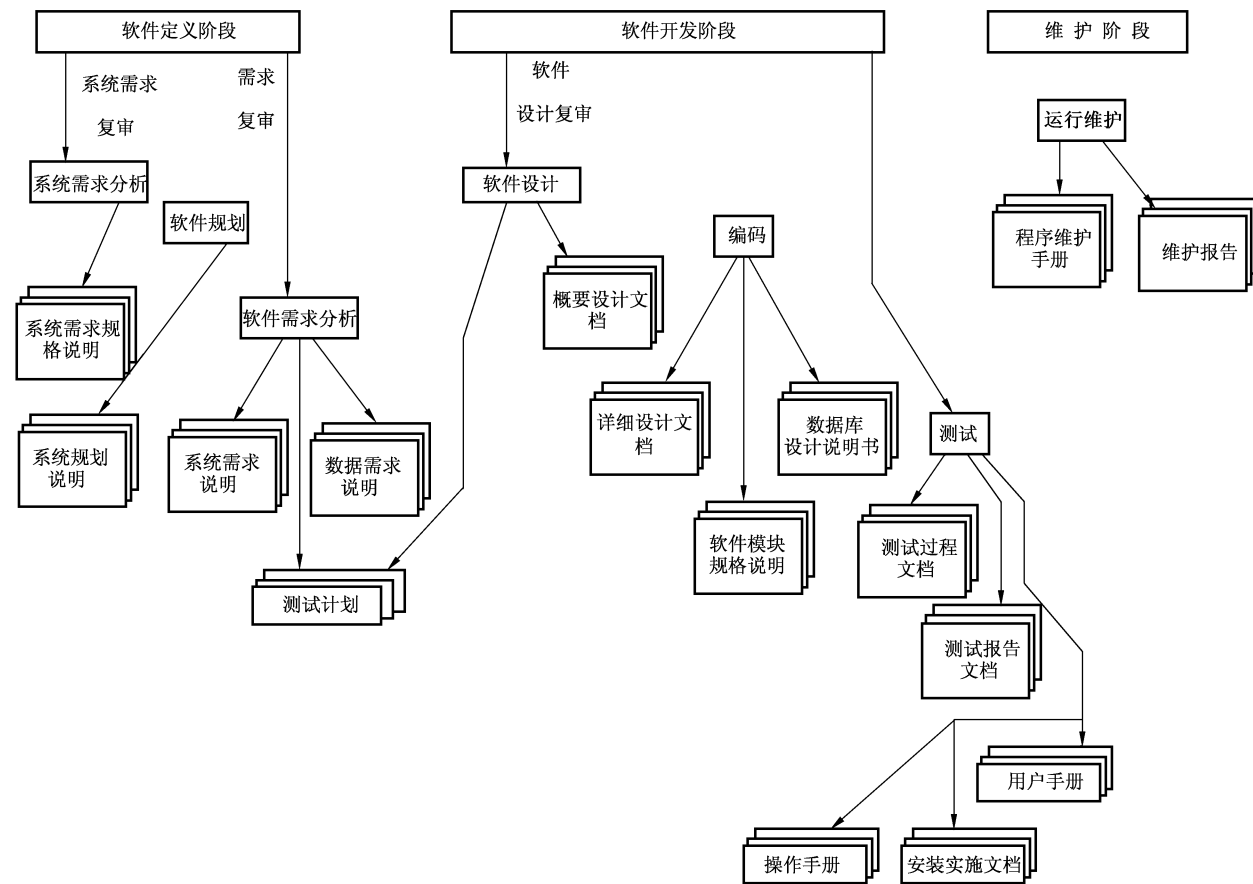 软件定义阶段
软件开发阶段
维 护 阶 段
系统需求
复审
需求
复审
软件
设计复审
运行维护
系统需求分析
软件规划
软件设计
编码
程序维护
手册
维护报告
系统需求规
格说明
软件需求分析
概要设计文
档
详细设计文
档
数据库
设计说明书
测试
系统规划
说明
系统需求
说明
数据需求
说明
软件模块
规格说明
测试过程
文档
测试计划
测试报告
文档
用户手册
操作手册
安装实施文档